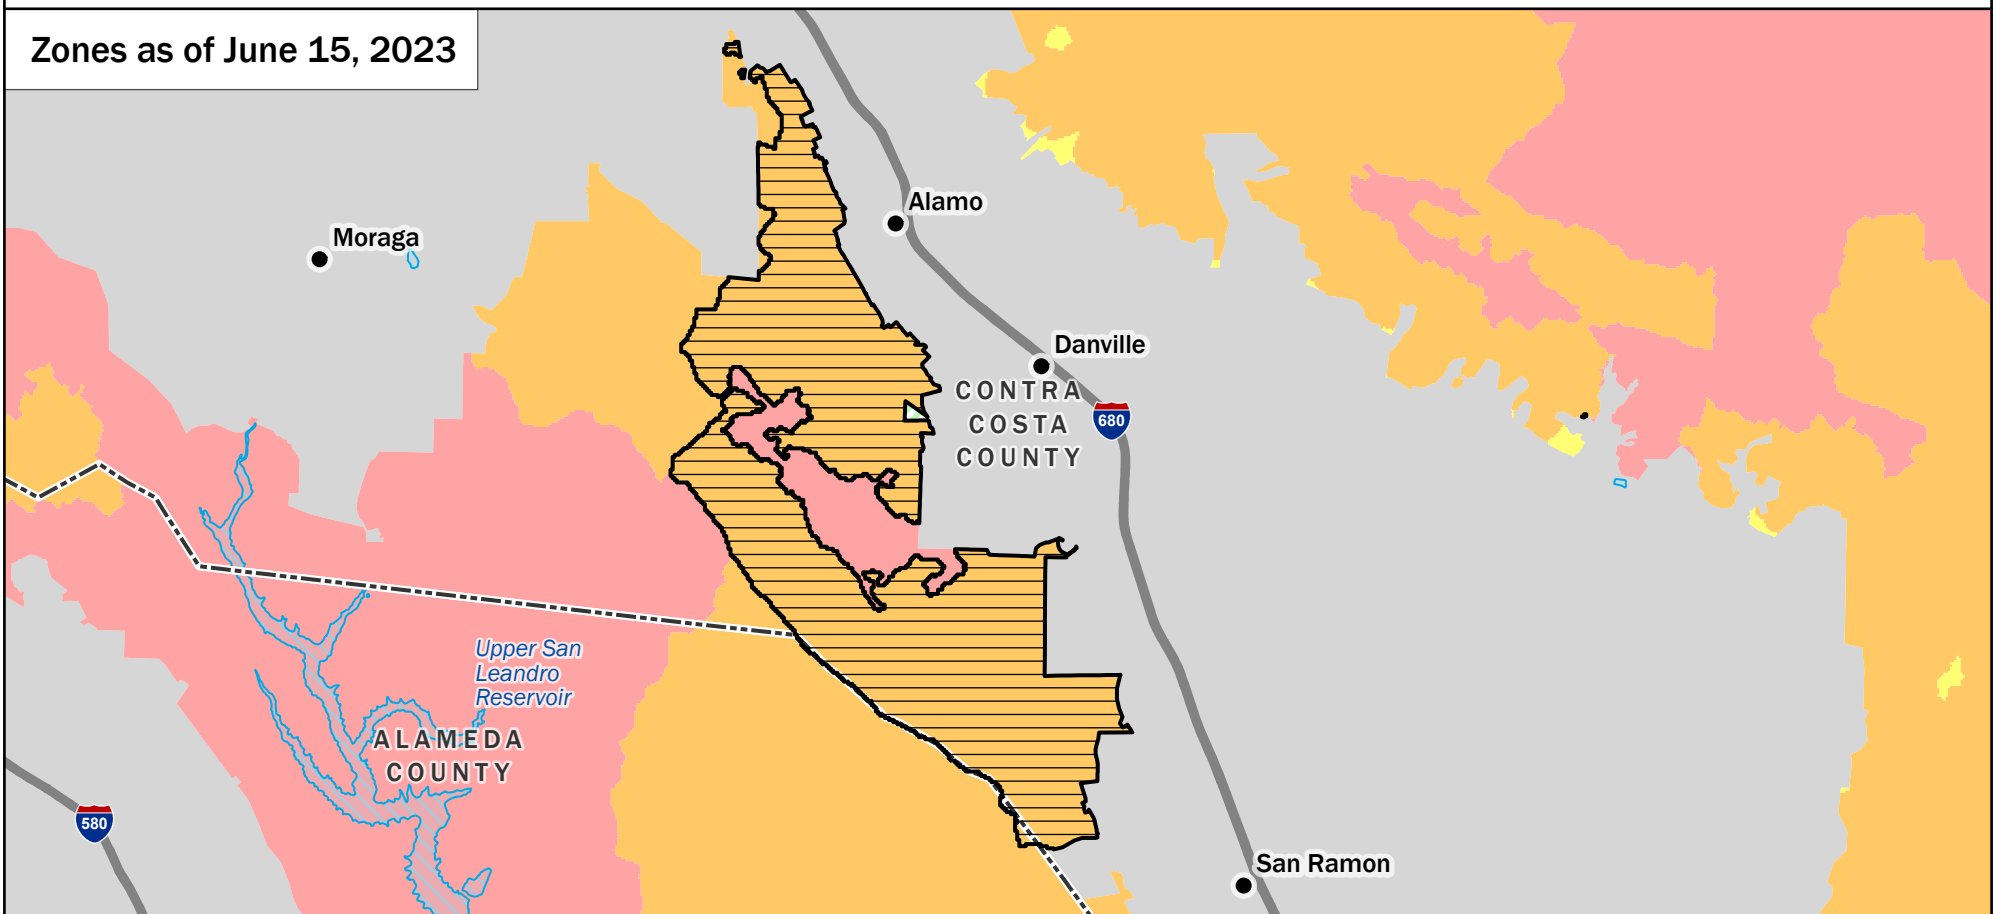 Zones as of June 15, 2023
Alamo
Moraga
Danville
CONTRA
COSTA
COUNTY
680
Upper San
Leandro
Reservoir
ALAMEDA
COUNTY
580
San Ramon